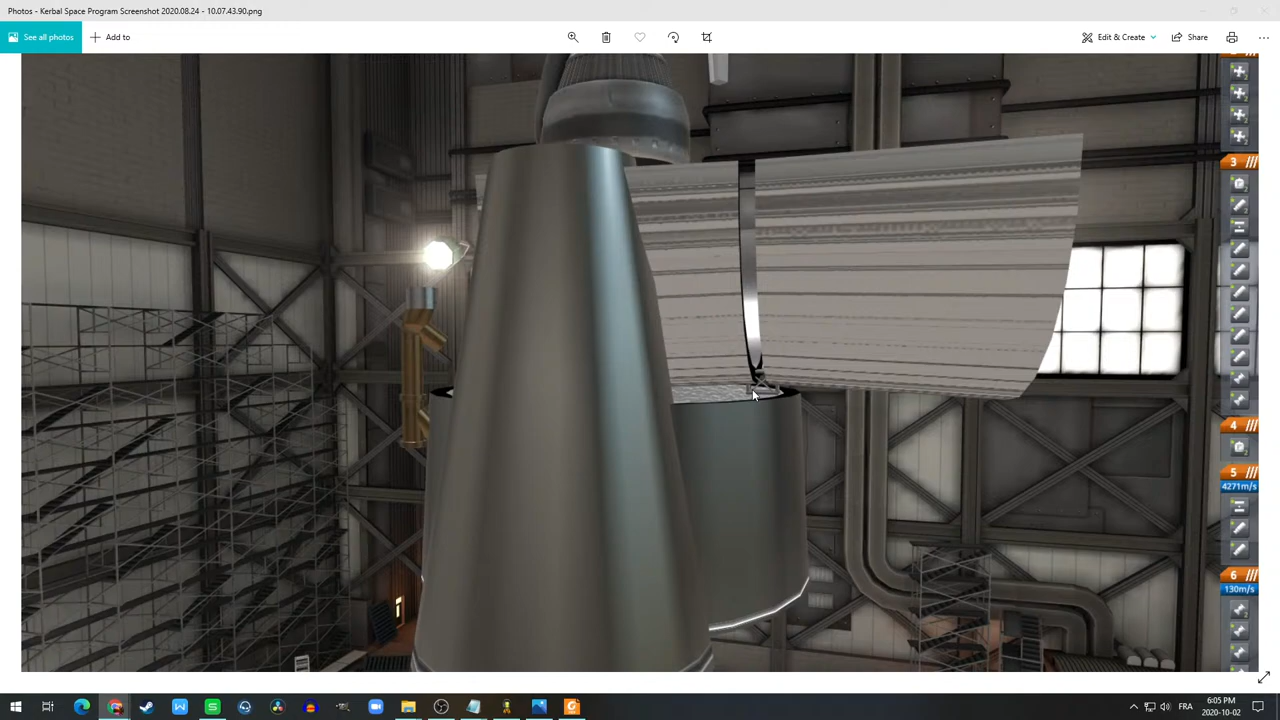 Photos - Kerbal Space Program Screenshot 2020.08.24 - 10.07.43.90.png
See all photos
Add to
Edit & Create
Share
3
4
5
4271m/s
6
130m/s
FRA
6:05 PM
2020-10-02